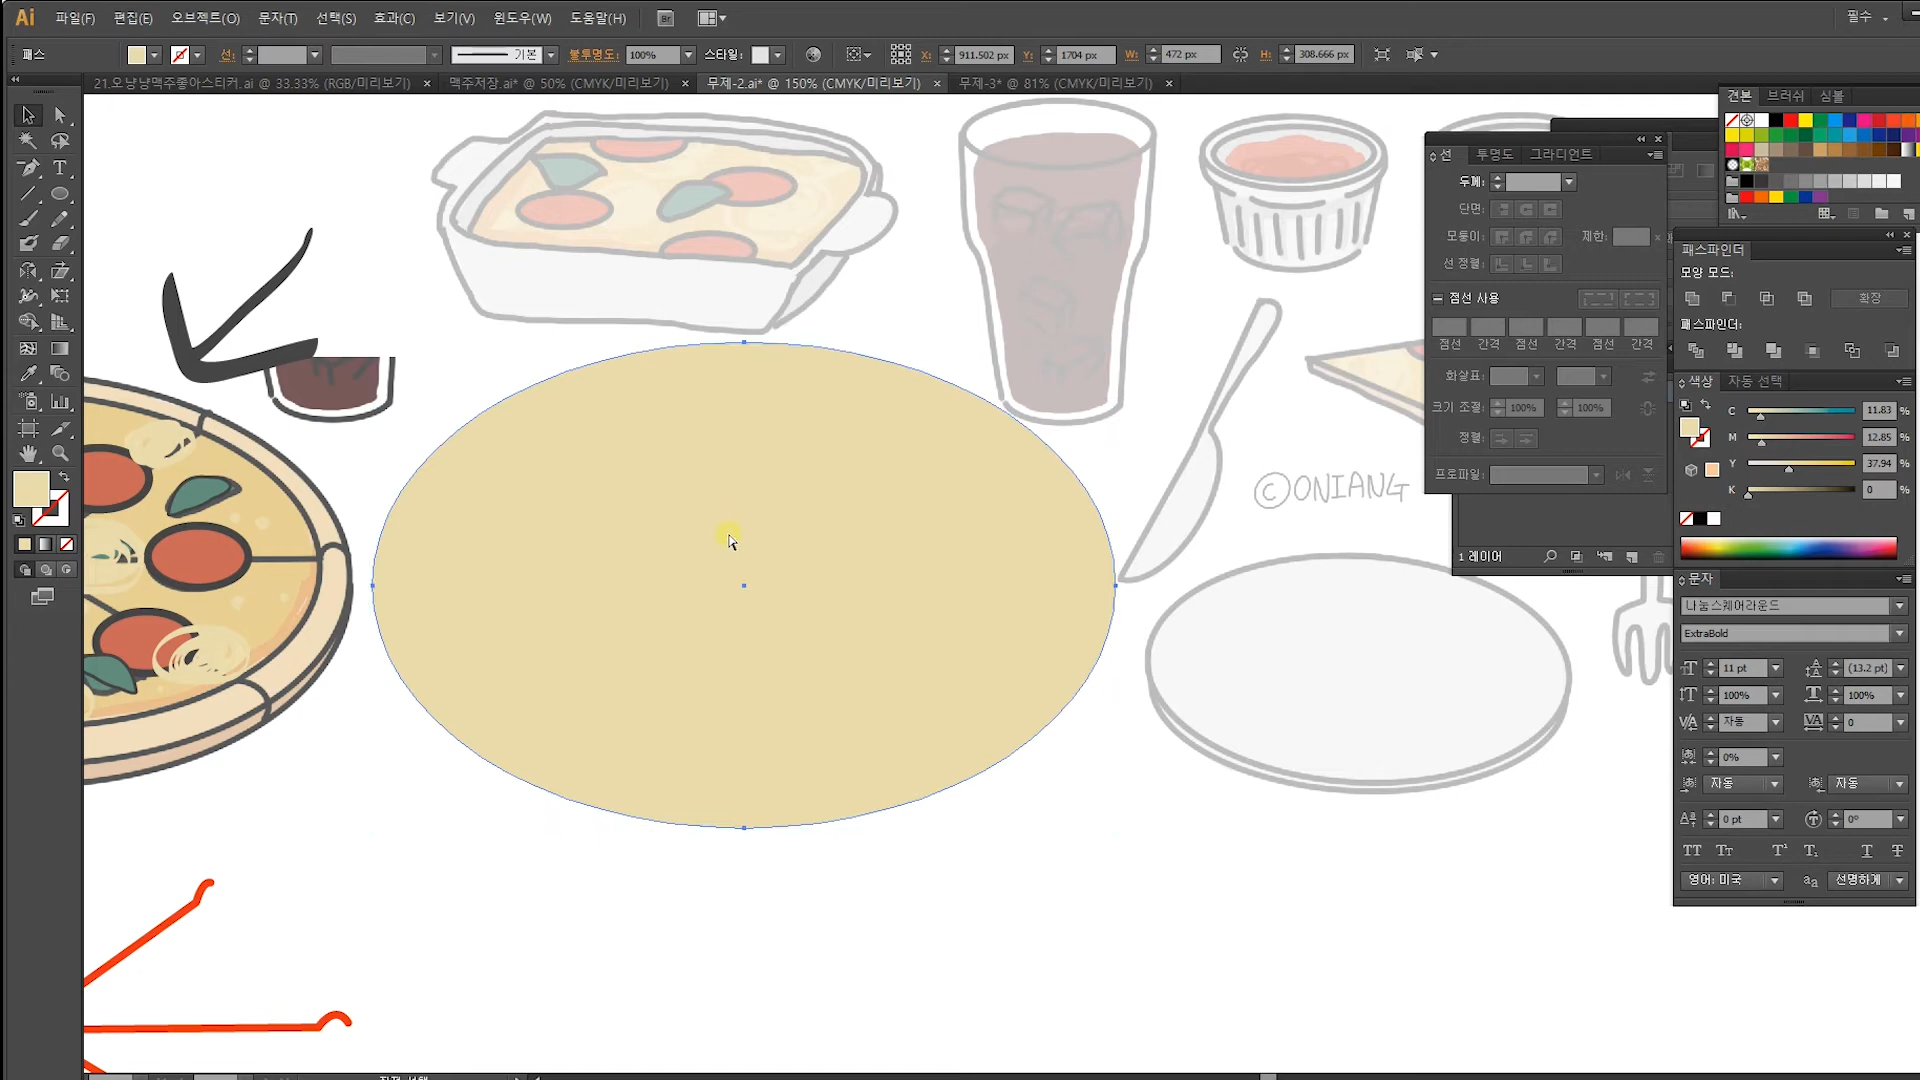 Ai 파일(F) 편집(E) 오브젝트(O) 문자(T) 선택(S) 효과(C) 보기(V) 윈도우(W) 도움말(H) Br 필수
패스 선: 기본 불투명도: 100% 스타일: X: 911.502 px Y: 1704 px W: 472 px H: 308.666 px
21.오냥냥맥주좋아스티커.ai @ 33.33% (RGB/미리보기) × 맥주저장.ai* @ 50% (CMYK/미리보기) × 무제-2.ai* @ 150% (CMYK/미리보기) × 무제-3* @ 81% (CMYK/미리보기) ×
견본 브러쉬 심볼
선 투명도 그라디언트
두께:
단면:
모퉁이: 제한:
선 정렬:
점선 사용
점선 간격 점선 간격 점선 간격
화살표:
크기 조절: 100% 100%
정렬:
프로파일:
1 레이어
패스파인더
모양 모드:
확장
패스파인더:
색상 자동 선택
C 11.83 %
M 12.85 %
Y 37.94 %
K 0 %
문자
나눔스퀘어라운드
ExtraBold
11 pt (13.2 pt)
100% 100%
자동 0
0%
자동 자동
0 pt 0°
TT Tt T¹ T₁ T T
영어: 미국 aa 선명하게
©ONIANG
직접 선택